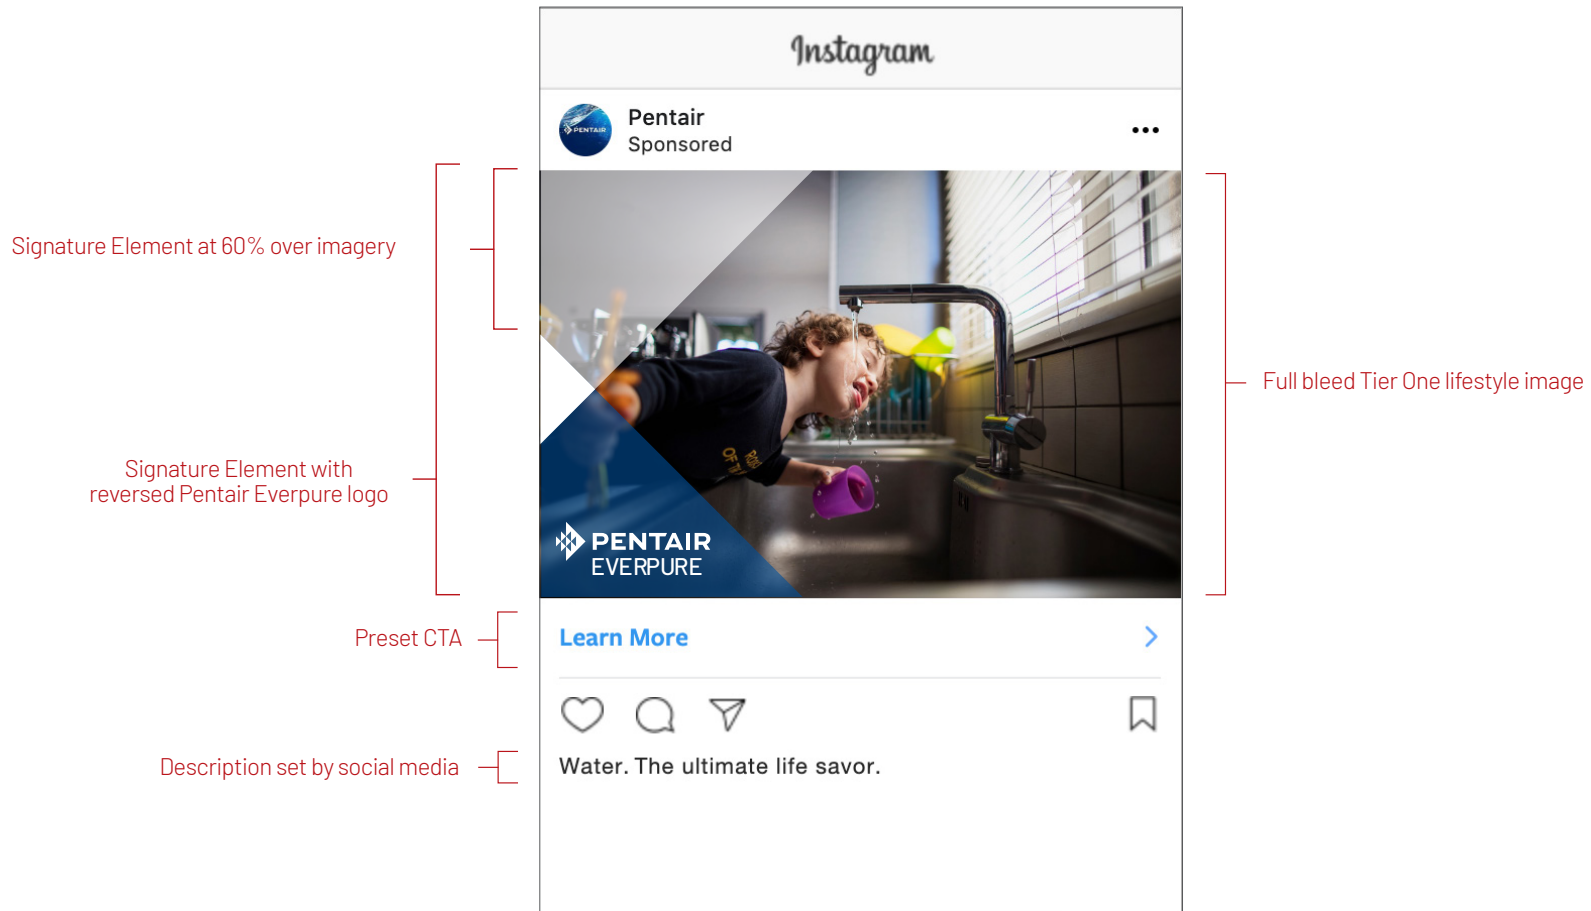 Instagram
Pentair
Sponsored
PENTAIR
Signature Element at 60% over imagery
Full bleed Tier One lifestyle image
Signature Element with
reversed Pentair Everpure logo
PENTAIR
EVERPURE
Preset CTA
Learn More
Description set by social media
Water. The ultimate life savor.